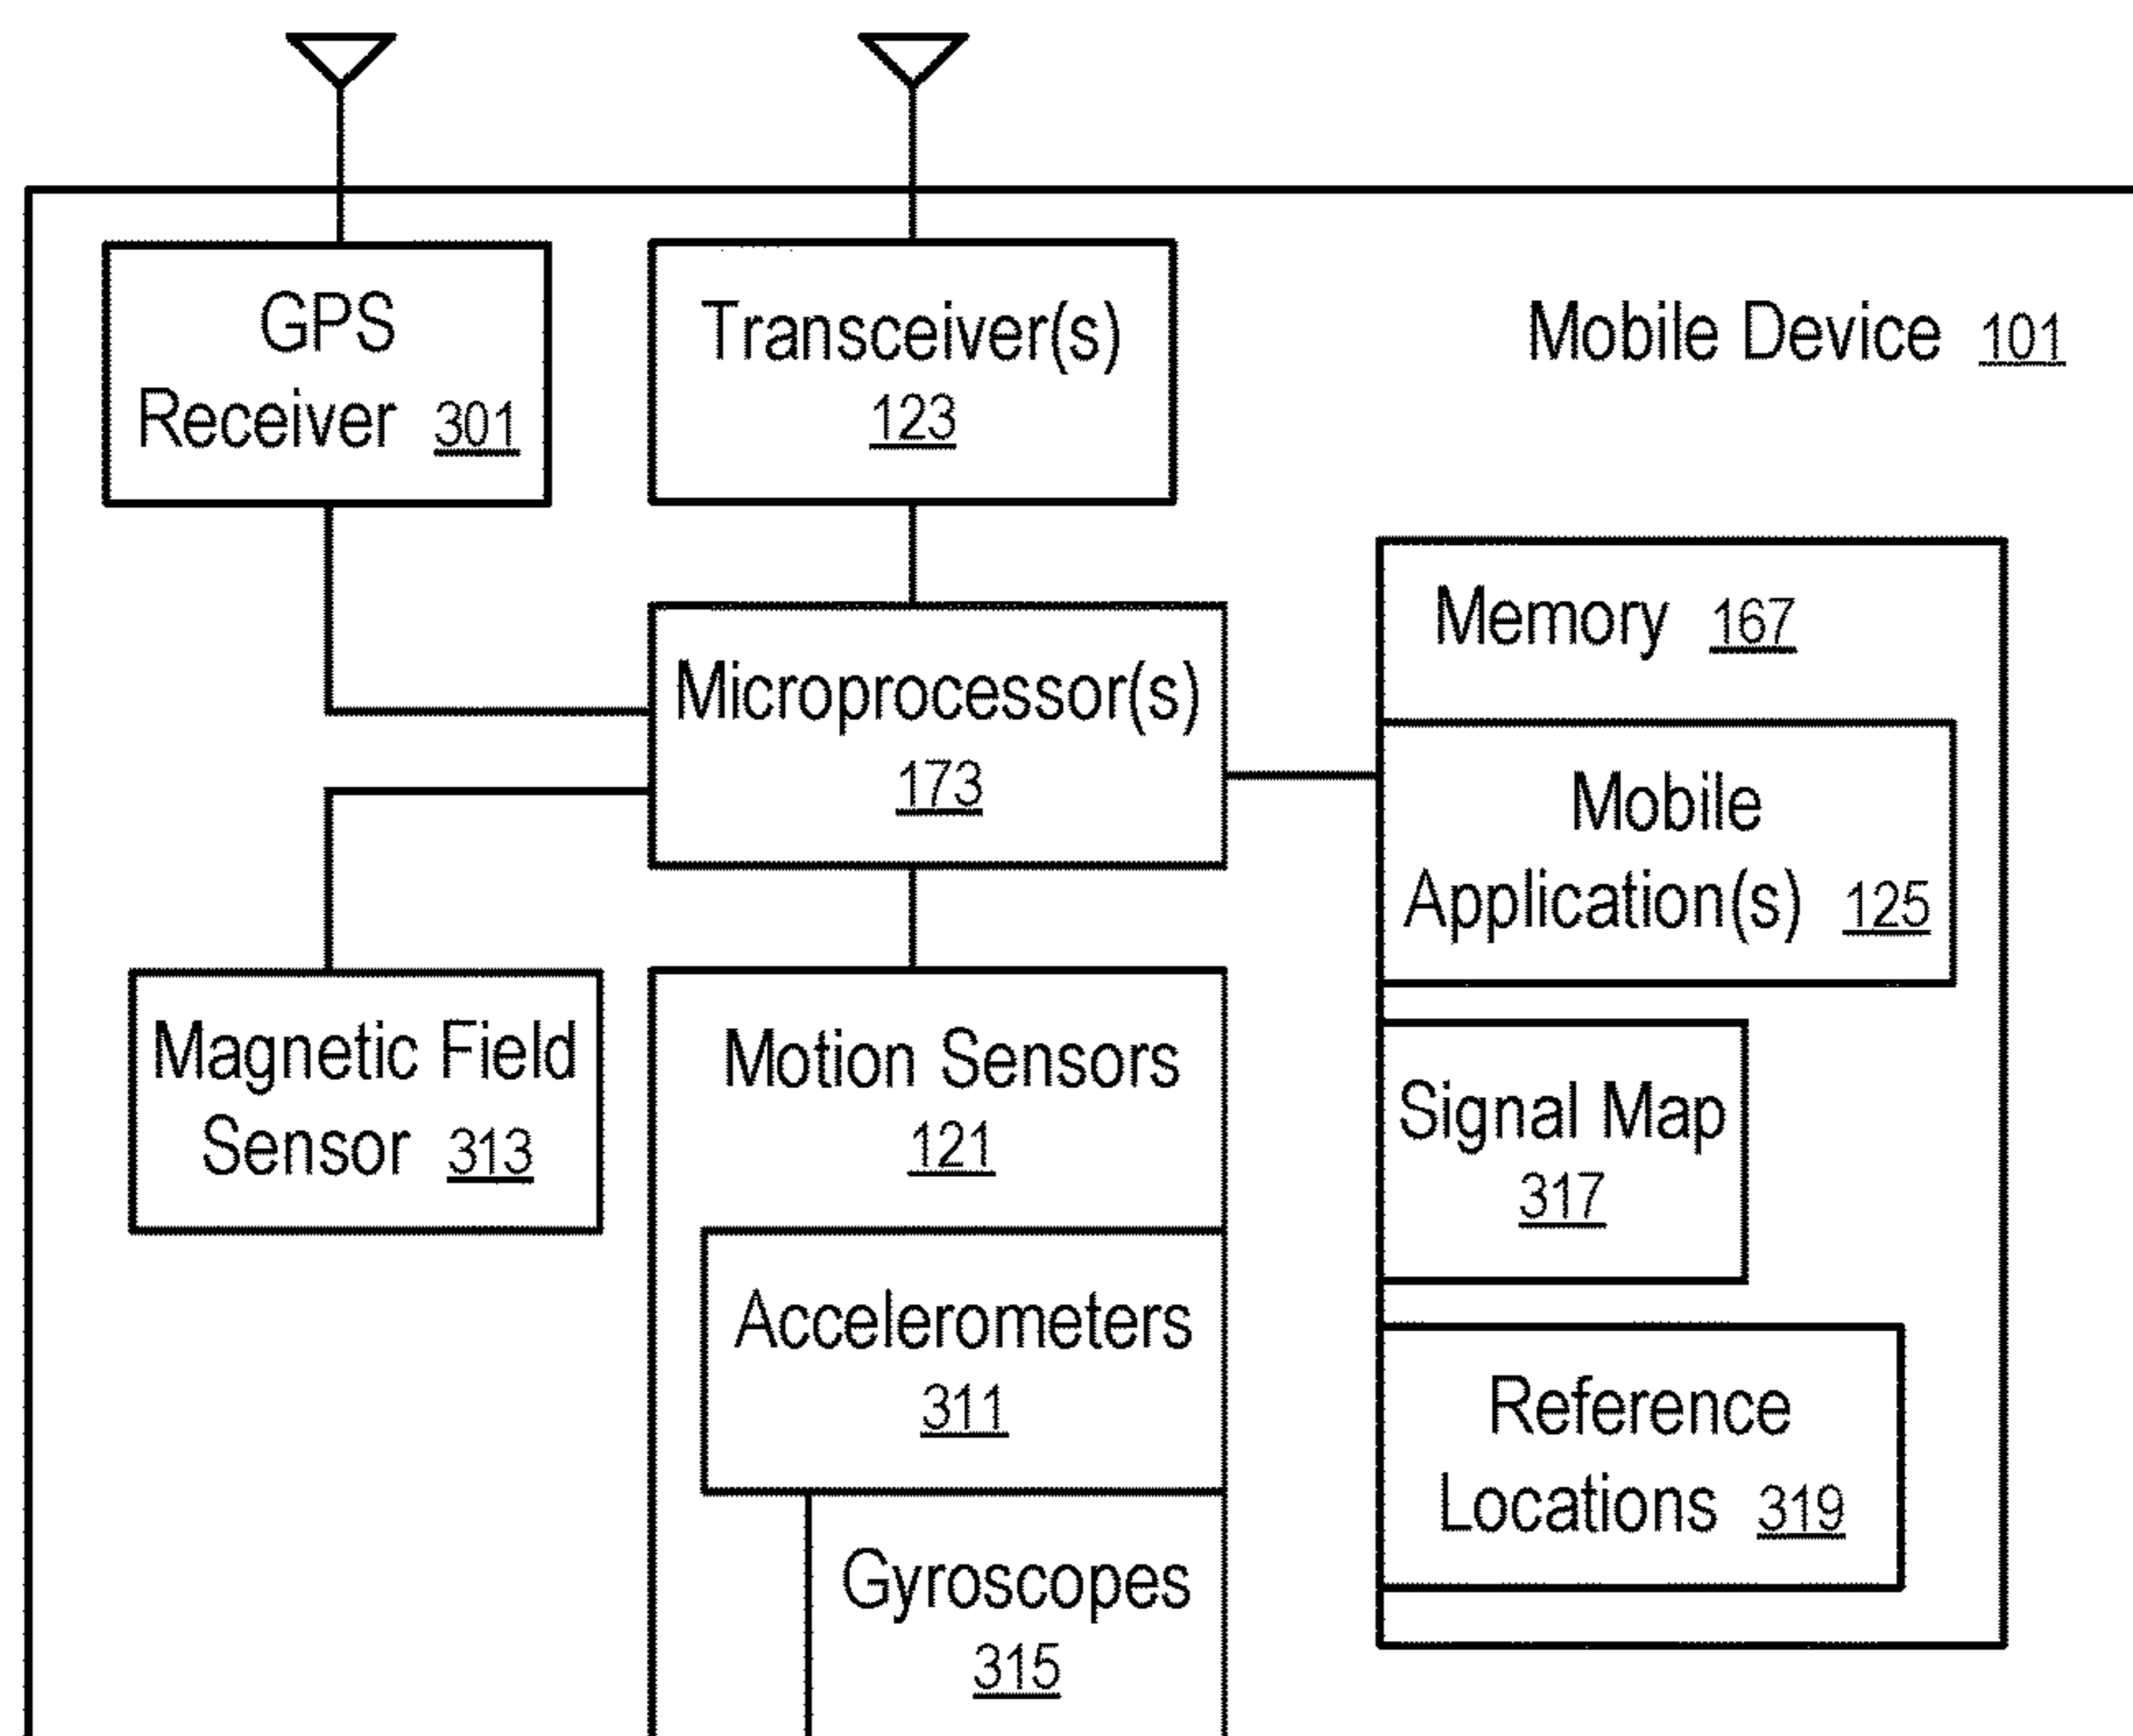 GPS
Receiver 301
Transceiver(s)
123
Mobile Device 101
Microprocessor(s)
173
Memory 167
Mobile
Application(s) 125
Signal Map
317
Reference
Locations 319
Magnetic Field
Sensor 313
Motion Sensors
121
Accelerometers
311
Gyroscopes
315